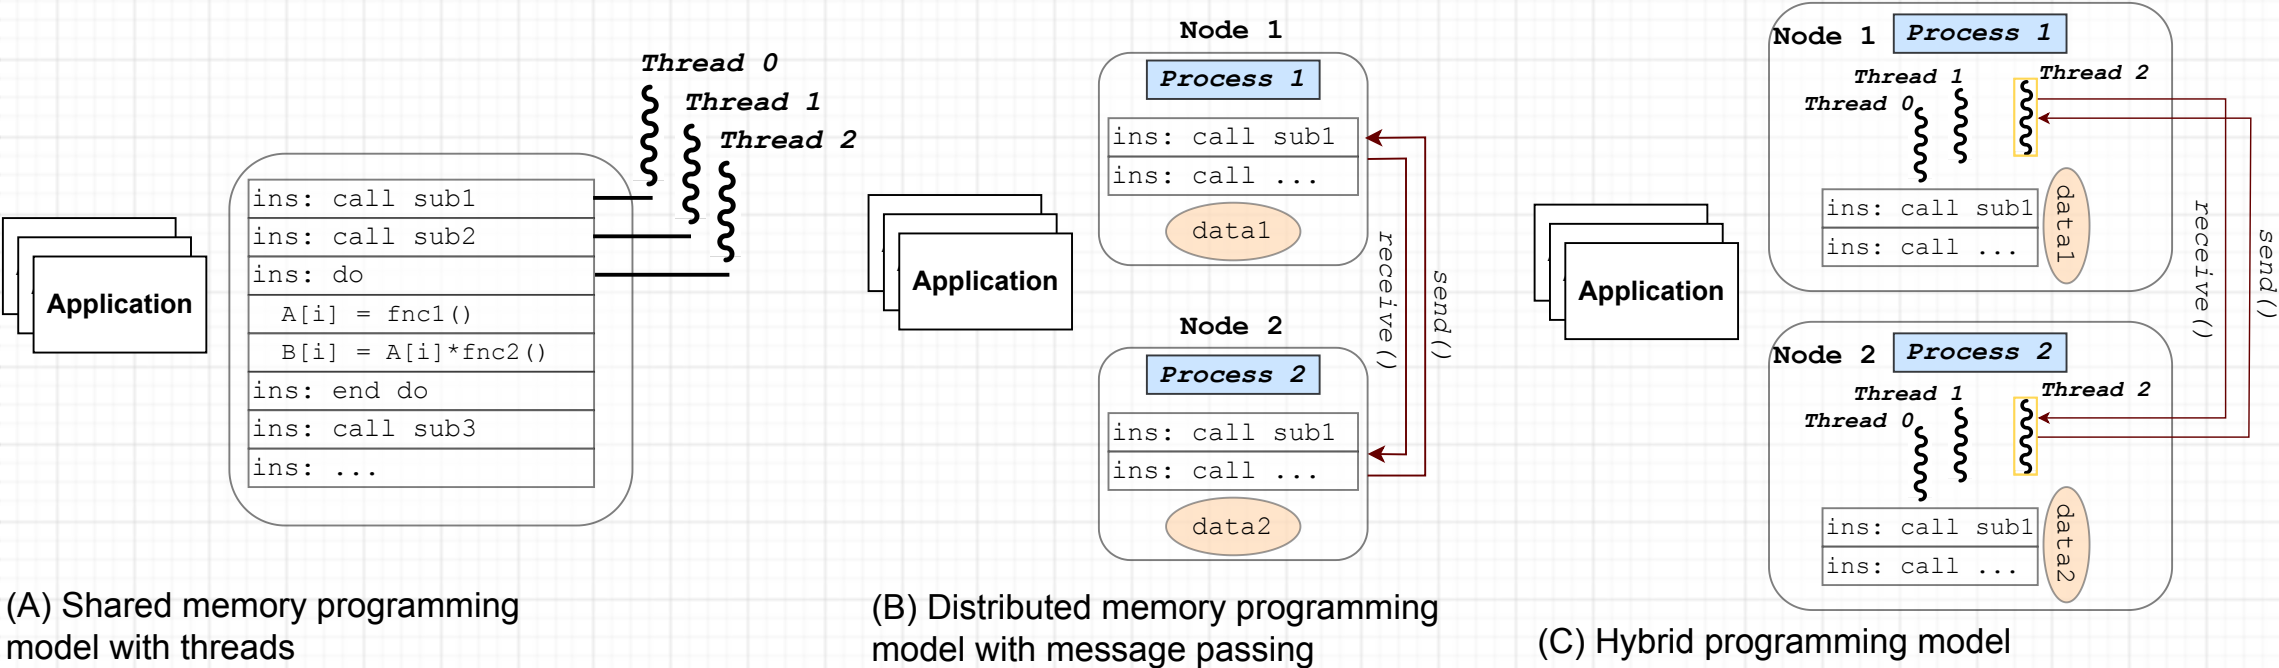 Application
Thread 0
Thread 1
Thread 2
ins: call sub1
ins: call sub2
ins: do
A[i] = fnc1()
B[i] = A[i]*fnc2()
ins: end do
ins: call sub3
ins: ...
(A) Shared memory programming
model with threads
Application
Node 1
Process 1
ins: call sub1
ins: call ...
data1
Node 2
Process 2
ins: call sub1
ins: call ...
data2
receive()
send()
(B) Distributed memory programming
model with message passing
Application
Node 1
Process 1
Thread 0
Thread 1
Thread 2
ins: call sub1
ins: call ...
data1
Node 2
Process 2
Thread 0
Thread 1
Thread 2
ins: call sub1
ins: call ...
data2
receive()
send()
(C) Hybrid programming model